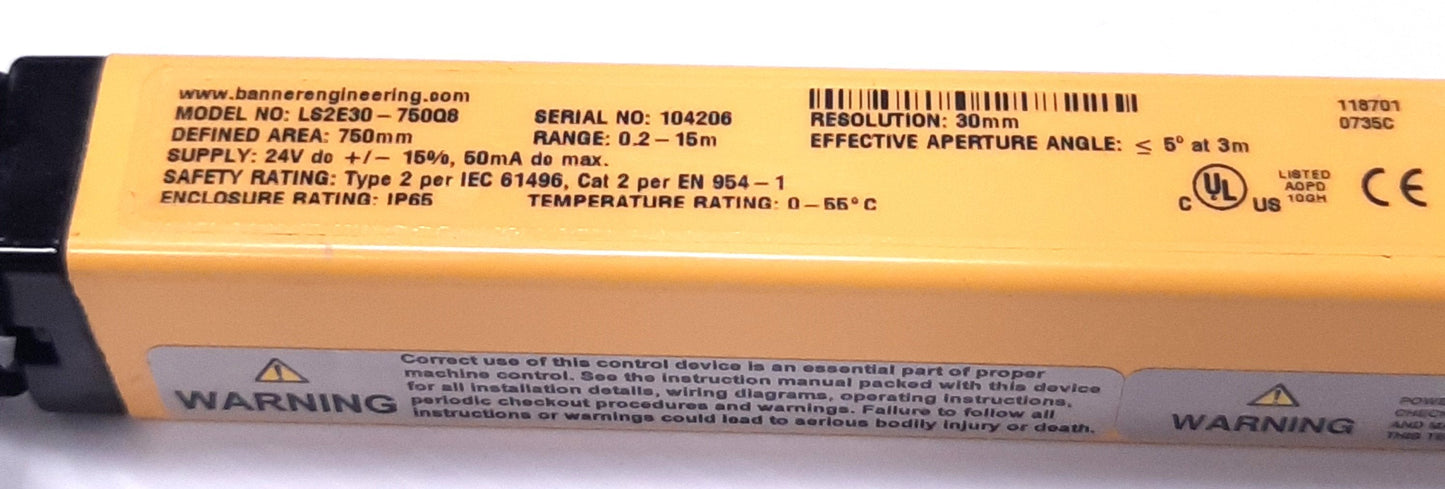 www.bannerengineering.com
MODEL NO: LS2E30-750Q8
SERIAL NO: 104206
DEFINED AREA: 750mm
RANGE: 0.2-15m
SUPPLY: 24V dc +/- 15%, 50mA dc max.
SAFETY RATING: Type 2 per IEC 61496, Cat 2 per EN 954-1
ENCLOSURE RATING: IP65
TEMPERATURE RATING: 0-55°C
RESOLUTION: 30mm
EFFECTIVE APERTURE ANGLE: ≤ 5° at 3m
118701
0735C
C UL US
LISTED
AOPD
10GH
CE
WARNING
Correct use of this control device is an essential part of proper
machine control. See the instruction manual packed with this device
for all installation details, wiring diagrams, operating instructions,
periodic checkout procedures and warnings. Failure to follow all
instructions or warnings could lead to serious bodily injury or death.
WARNING
POWE
CHECK
AND M
THIS TE